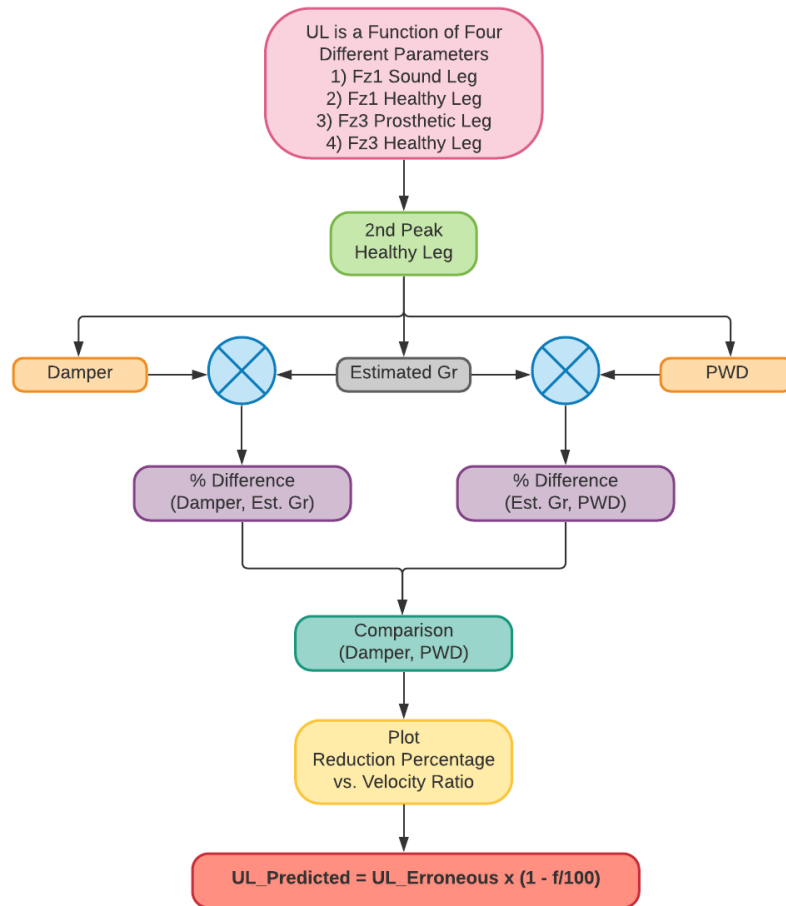 UL is a Function of Four
Different Parameters
1) Fz1 Sound Leg
2) Fz1 Healthy Leg
3) Fz3 Prosthetic Leg
4) Fz3 Healthy Leg
2nd Peak
Healthy Leg
Damper
Estimated Gr
PWD
% Difference
(Damper, Est. Gr)
% Difference
(Est. Gr, PWD)
Comparison
(Damper, PWD)
Plot
Reduction Percentage
vs. Velocity Ratio
UL_Predicted = UL_Erroneous x (1 - f/100)